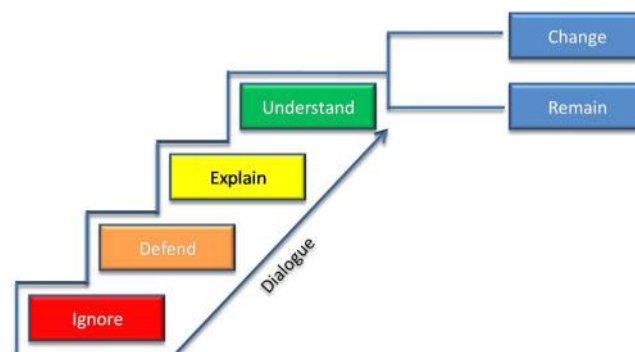 Change
Understand
Remain
Explain
Dialogue
Defend
Ignore